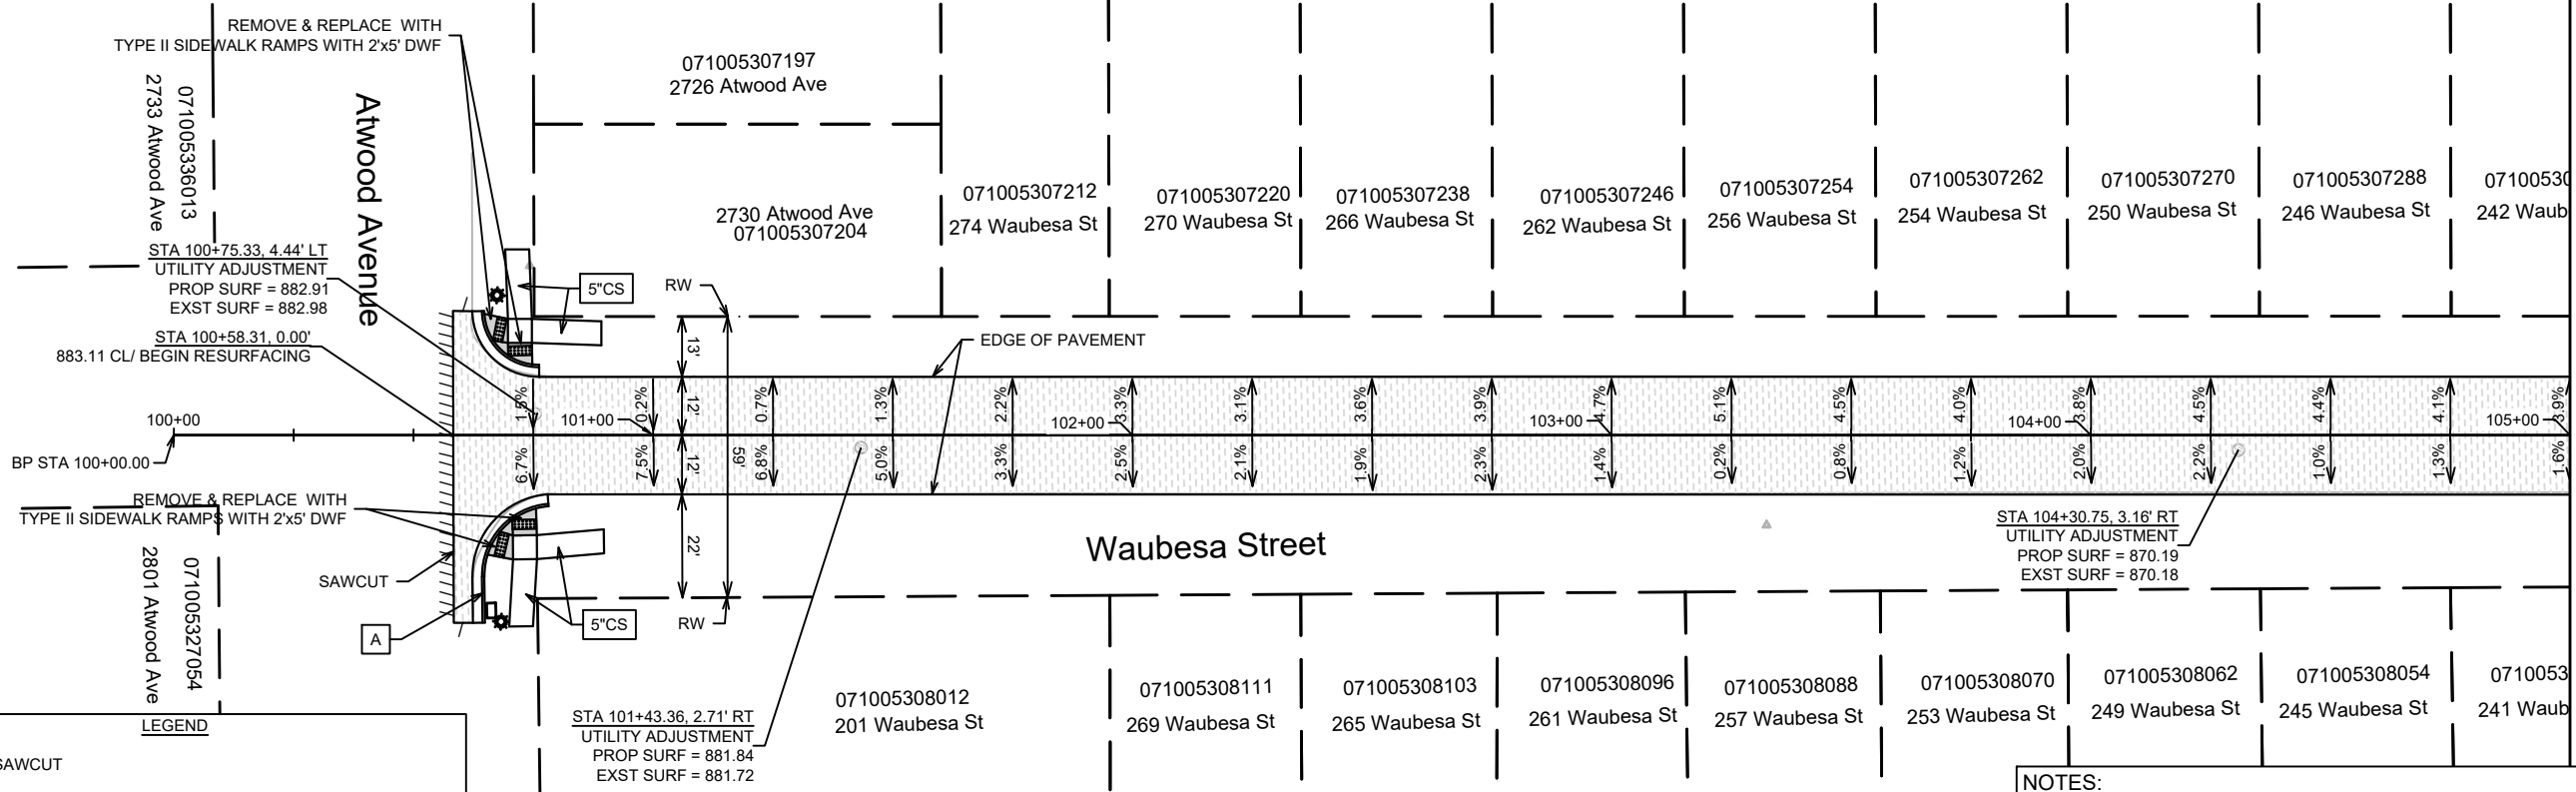 REMOVE & REPLACE WITH
TYPE II SIDEWALK RAMPS WITH 2'x5' DWF
071005336013
2733 Atwood Ave
Atwood Avenue
071005307197
2726 Atwood Ave
2730 Atwood Ave
071005307204
071005307212
274 Waubesa St
071005307220
270 Waubesa St
071005307238
266 Waubesa St
071005307246
262 Waubesa St
071005307254
256 Waubesa St
071005307262
254 Waubesa St
071005307270
250 Waubesa St
071005307288
246 Waubesa St
07100530
242 Waub
STA 100+75.33, 4.44' LT
UTILITY ADJUSTMENT
PROP SURF = 882.91
EXST SURF = 882.98
STA 100+58.31, 0.00'
883.11 CL/ BEGIN RESURFACING
5"CS
RW
13'
EDGE OF PAVEMENT
1.5%
0.2%
12'
0.7%
1.3%
2.2%
3.3%
3.1%
3.6%
3.9%
4.7%
5.1%
4.5%
4.0%
3.8%
4.5%
4.4%
4.1%
3.9%
100+00
101+00
102+00
103+00
104+00
105+00
BP STA 100+00.00
6.7%
7.5%
12'
59'
6.8%
5.0%
3.3%
2.5%
2.1%
1.9%
2.3%
1.4%
0.2%
0.8%
1.2%
2.0%
2.2%
1.0%
1.3%
1.6%
REMOVE & REPLACE WITH
TYPE II SIDEWALK RAMPS WITH 2'x5' DWF
22'
Waubesa Street
STA 104+30.75, 3.16' RT
UTILITY ADJUSTMENT
PROP SURF = 870.19
EXST SURF = 870.18
SAWCUT
A
5"CS
RW
071005327054
2801 Atwood Ave
071005308012
201 Waubesa St
071005308111
269 Waubesa St
071005308103
265 Waubesa St
071005308096
261 Waubesa St
071005308088
257 Waubesa St
071005308070
253 Waubesa St
071005308062
249 Waubesa St
071005308054
245 Waubesa St
0710053
241 Waub
STA 101+43.36, 2.71' RT
UTILITY ADJUSTMENT
PROP SURF = 881.84
EXST SURF = 881.72
LEGEND
SAWCUT
NOTES: